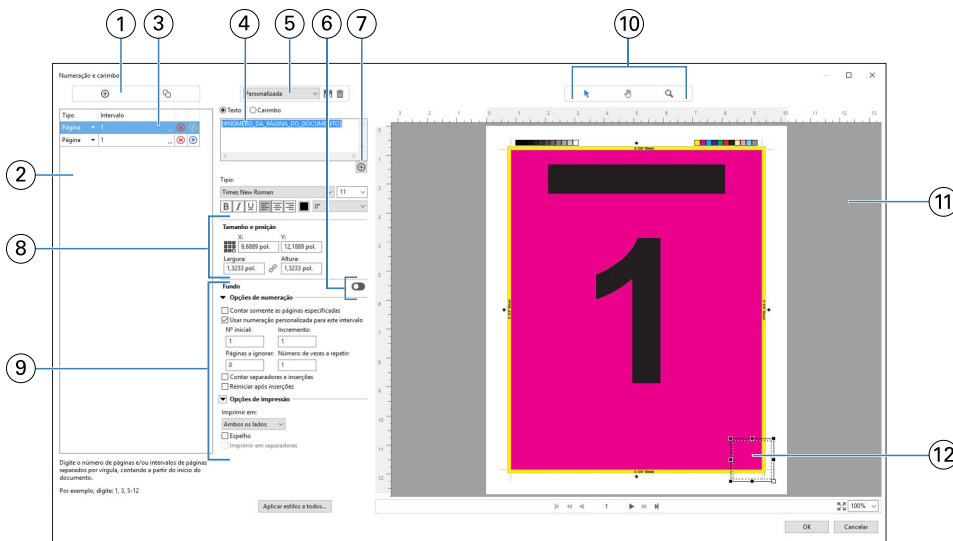 1
3
4
5
6
7
10
Numeração e carimbo
Personalizada
Tipo Intervalo
Página 1
Página 1
Texto Carimbo
[#NÚMERO_DA_PÁGINA_DO_DOCUMENTO]
2
Tipo:
Times New Roman 11
B I U 0°
8
Tamanho e posição
X: Y:
9,6889 pol. 12,1889 pol.
Largura: Altura:
1,3233 pol. 1,3233 pol.
9
Fundo
Opções de numeração
Contar somente as páginas especificadas
Usar numeração personalizada para este intervalo
Nº inicial: Incremento:
1 1
Páginas a ignorar: Número de vezes a repetir:
0 1
Contar separadores e inserções
Reiniciar após inserções
Opções de impressão
Imprimir em:
Ambos os lados
Espelho
Imprimir em separadores
Digite o número de páginas e/ou intervalos de páginas
separados por vírgula, contando a partir do início do
documento.
Por exemplo, digite: 1, 3, 5-12
Aplicar estilos a todos...
1
11
12
1
100%
OK Cancelar